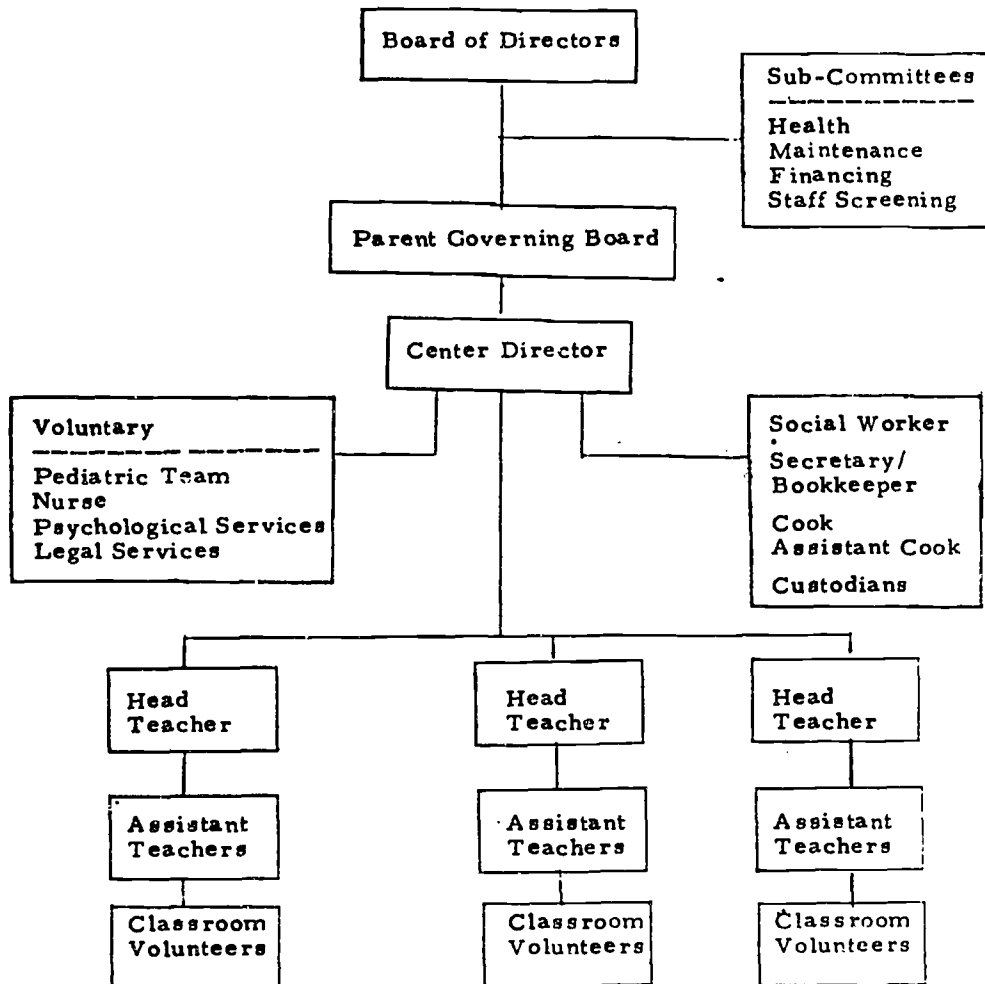 Board of Directors
Sub-Committees
Health
Maintenance
Financing
Staff Screening
Parent Governing Board
Center Director
Voluntary
Pediatric Team
Nurse
Psychological Services
Legal Services
Social Worker
Secretary/
Bookkeeper
Cook
Assistant Cook
Custodians
Head
Teacher
Head
Teacher
Head
Teacher
Assistant
Teachers
Assistant
Teachers
Assistant
Teachers
Classroom
Volunteers
Classroom
Volunteers
Classroom
Volunteers